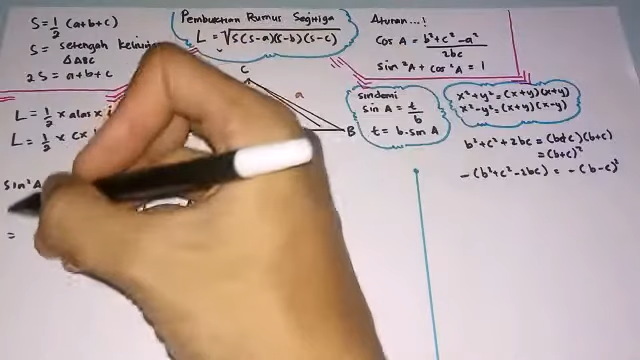 S = 1/2 (a+b+c)
S = setengah
ΔABC
2S = a+b+c
Pembuktian Rumus Segitiga
L = √S(S-a)(S-b)(S-c)
Aturan...!
cos A = b²+c²-a² / 2bc
sin²A + cos²A = 1
L = 1/2 x alas x
L = 1/2 x c x
C
a
B
sindemi
sin A = t/b
t = b.sin A
x²+y² = (x+y)(x+y)
x²-y² = (x+y)(x-y)
b²+c²+2bc = (b+c)(b+c)
= (b+c)²
-(b²+c²-2bc) = -(b-c)²
sin²A
=